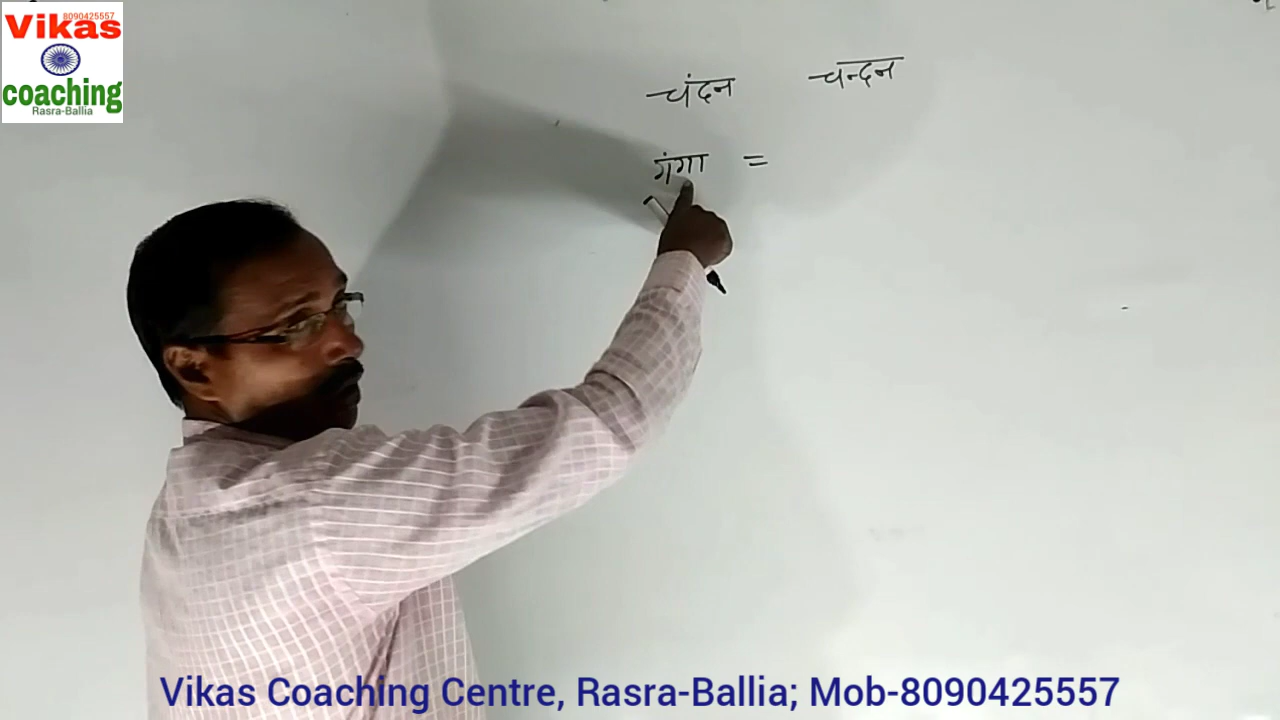 8090425557
Vikas
coaching
Rasra-Ballia
चंदन चन्दन
गंगा =
Vikas Coaching Centre, Rasra-Ballia; Mob-8090425557